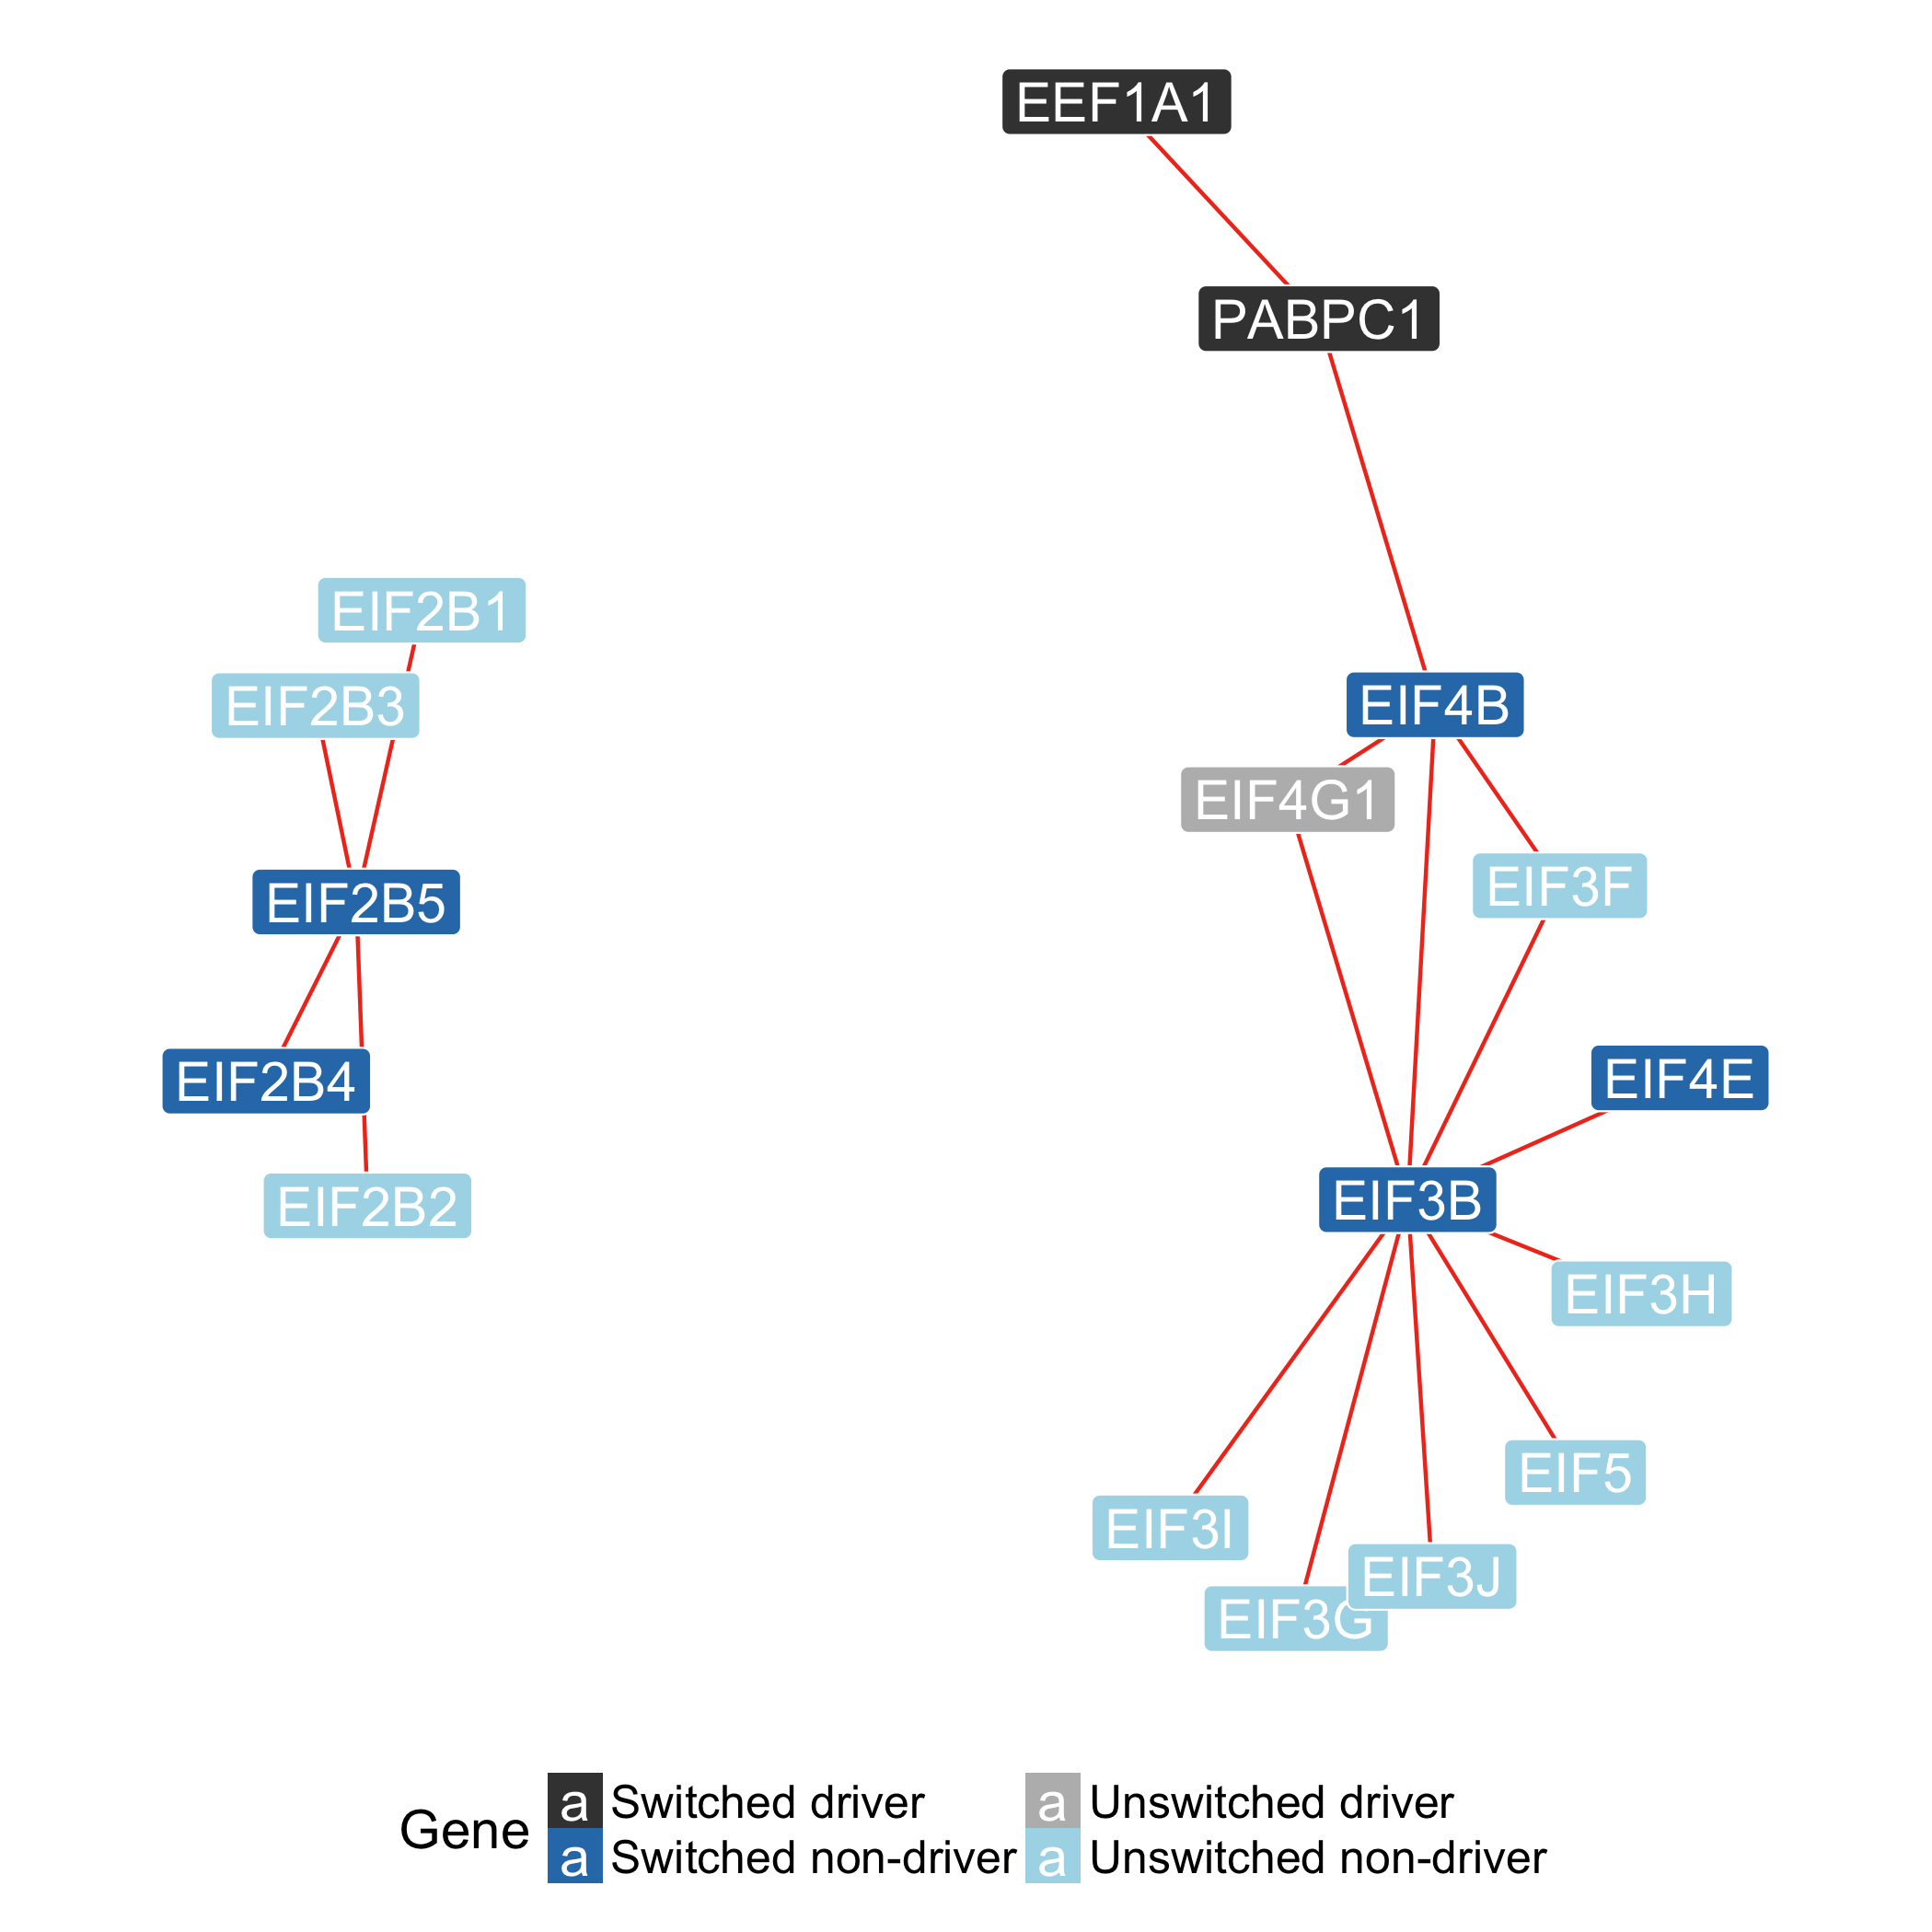 EEF1A1
PABPC1
EIF2B1
EIF2B3
EIF4B
EIF4G1
EIF3F
EIF2B5
EIF4E
EIF2B4
EIF3B
EIF2B2
EIF3H
EIF5
EIF3I
EIF3J
EIF3G
Gene
a Switched driver
a Unswitched driver
a Switched non-driver
a Unswitched non-driver